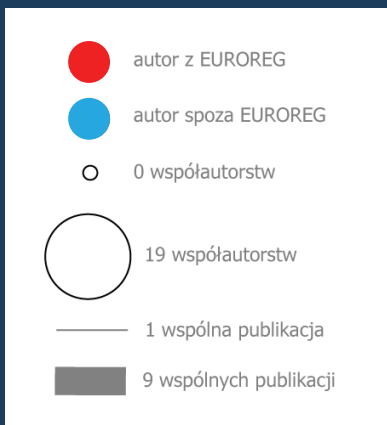 autor z EUROREG
autor spoza EUROREG
0 współautorstw
19 współautorstw
1 wspólna publikacja
9 wspólnych publikacji